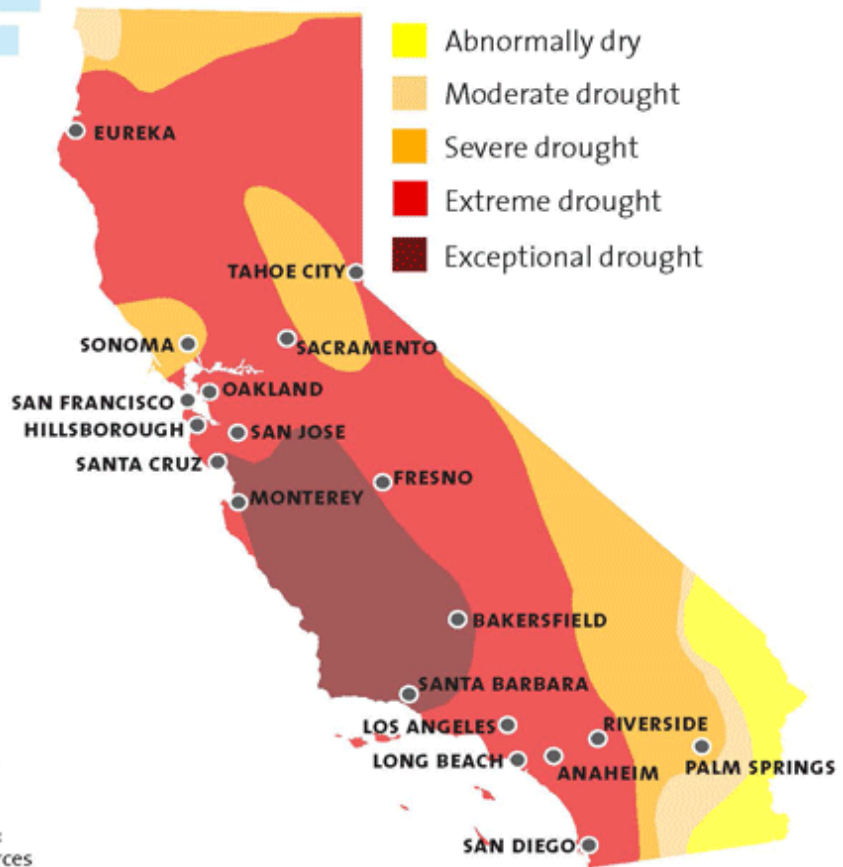 Abnormally dry
Moderate drought
Severe drought
Extreme drought
Exceptional drought
EUREKA
TAHOE CITY
SONOMA
SACRAMENTO
OAKLAND
SAN FRANCISCO
HILLSBOROUGH
SAN JOSE
SANTA CRUZ
FRESNO
MONTEREY
BAKERSFIELD
SANTA BARBARA
LOS ANGELES
RIVERSIDE
LONG BEACH
PALM SPRINGS
ANAHEIM
SAN DIEGO